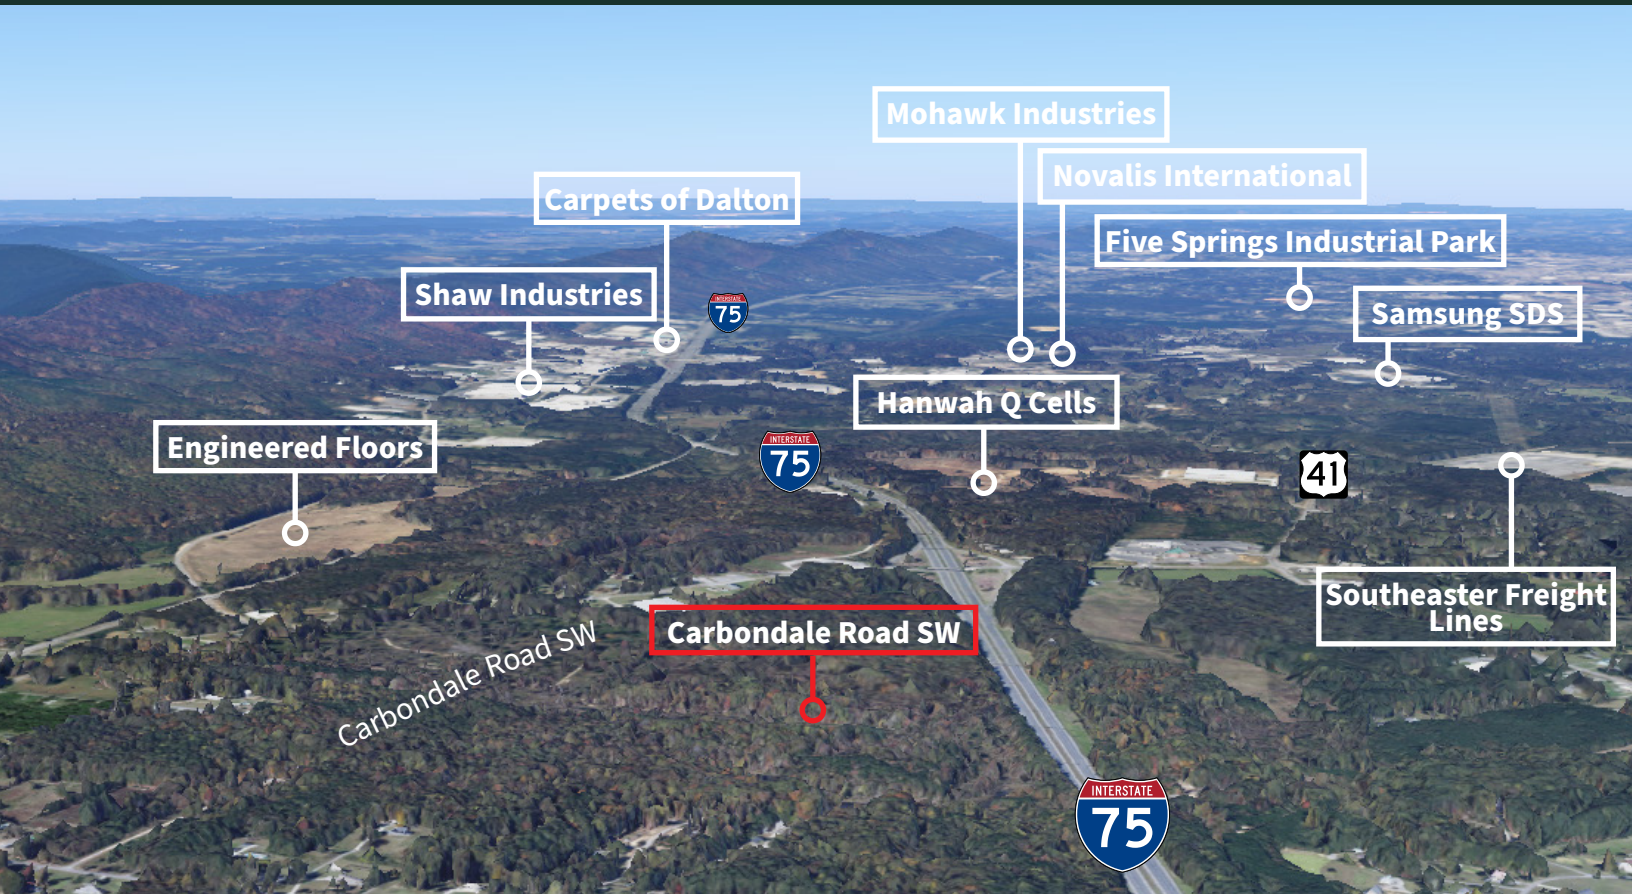 Mohawk Industries
Novalis International
Carpets of Dalton
Five Springs Industrial Park
Shaw Industries
INTERSTATE
75
Samsung SDS
Hanwah Q Cells
Engineered Floors
INTERSTATE
75
41
Southeaster Freight
Lines
Carbondale Road SW
Carbondale Road SW
INTERSTATE
75